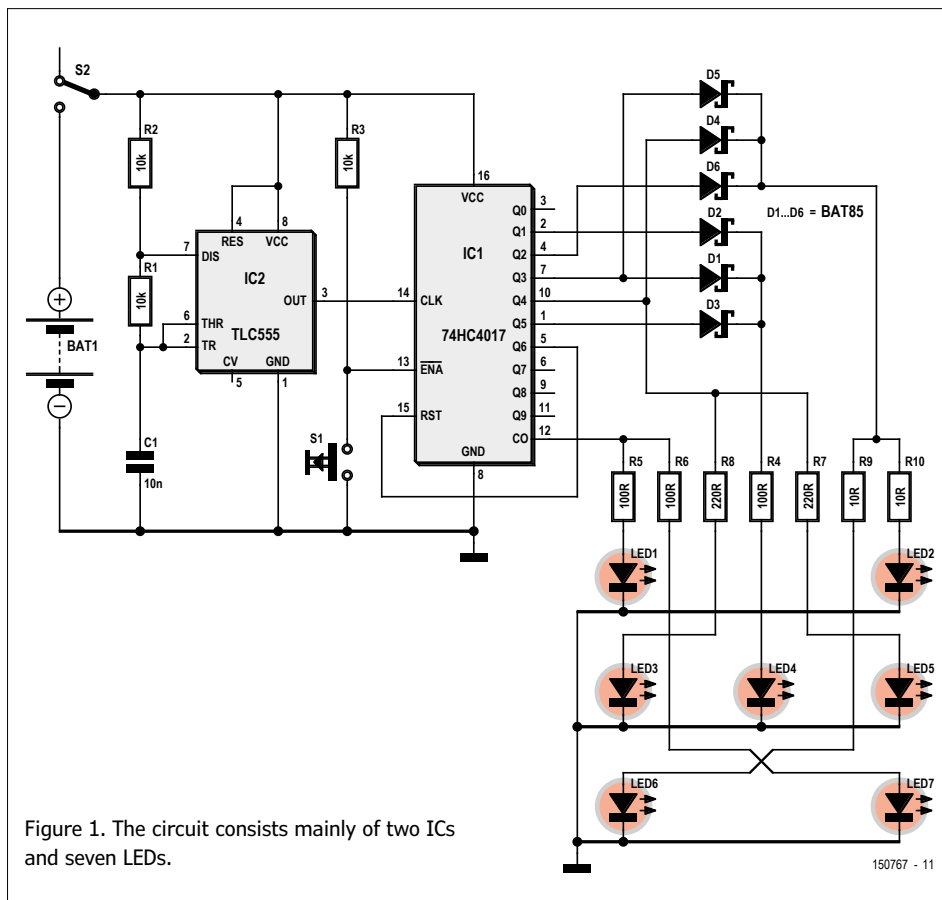 S2
R2
10k
R3
10k
R1
10k
BAT1
C1
10n
4
8
RES
VCC
7
DIS
IC2
OUT
3
6
THR
2
TR
TLC555
CV
GND
5
1
S1
16
VCC
Q0
3
Q1
2
IC1
Q2
4
Q3
7
14
CLK
Q4
10
74HC4017
Q5
1
Q6
5
13
ENA
Q7
6
Q8
9
15
RST
Q9
11
CO
12
GND
8
D5
D4
D6
D1...D6 = BAT85
D2
D1
D3
R5
R6
R8
R4
R7
R9
R10
100R
100R
220R
100R
220R
10R
10R
LED1
LED2
LED3
LED4
LED5
LED6
LED7
Figure 1. The circuit consists mainly of two ICs
and seven LEDs.
150767 - 11